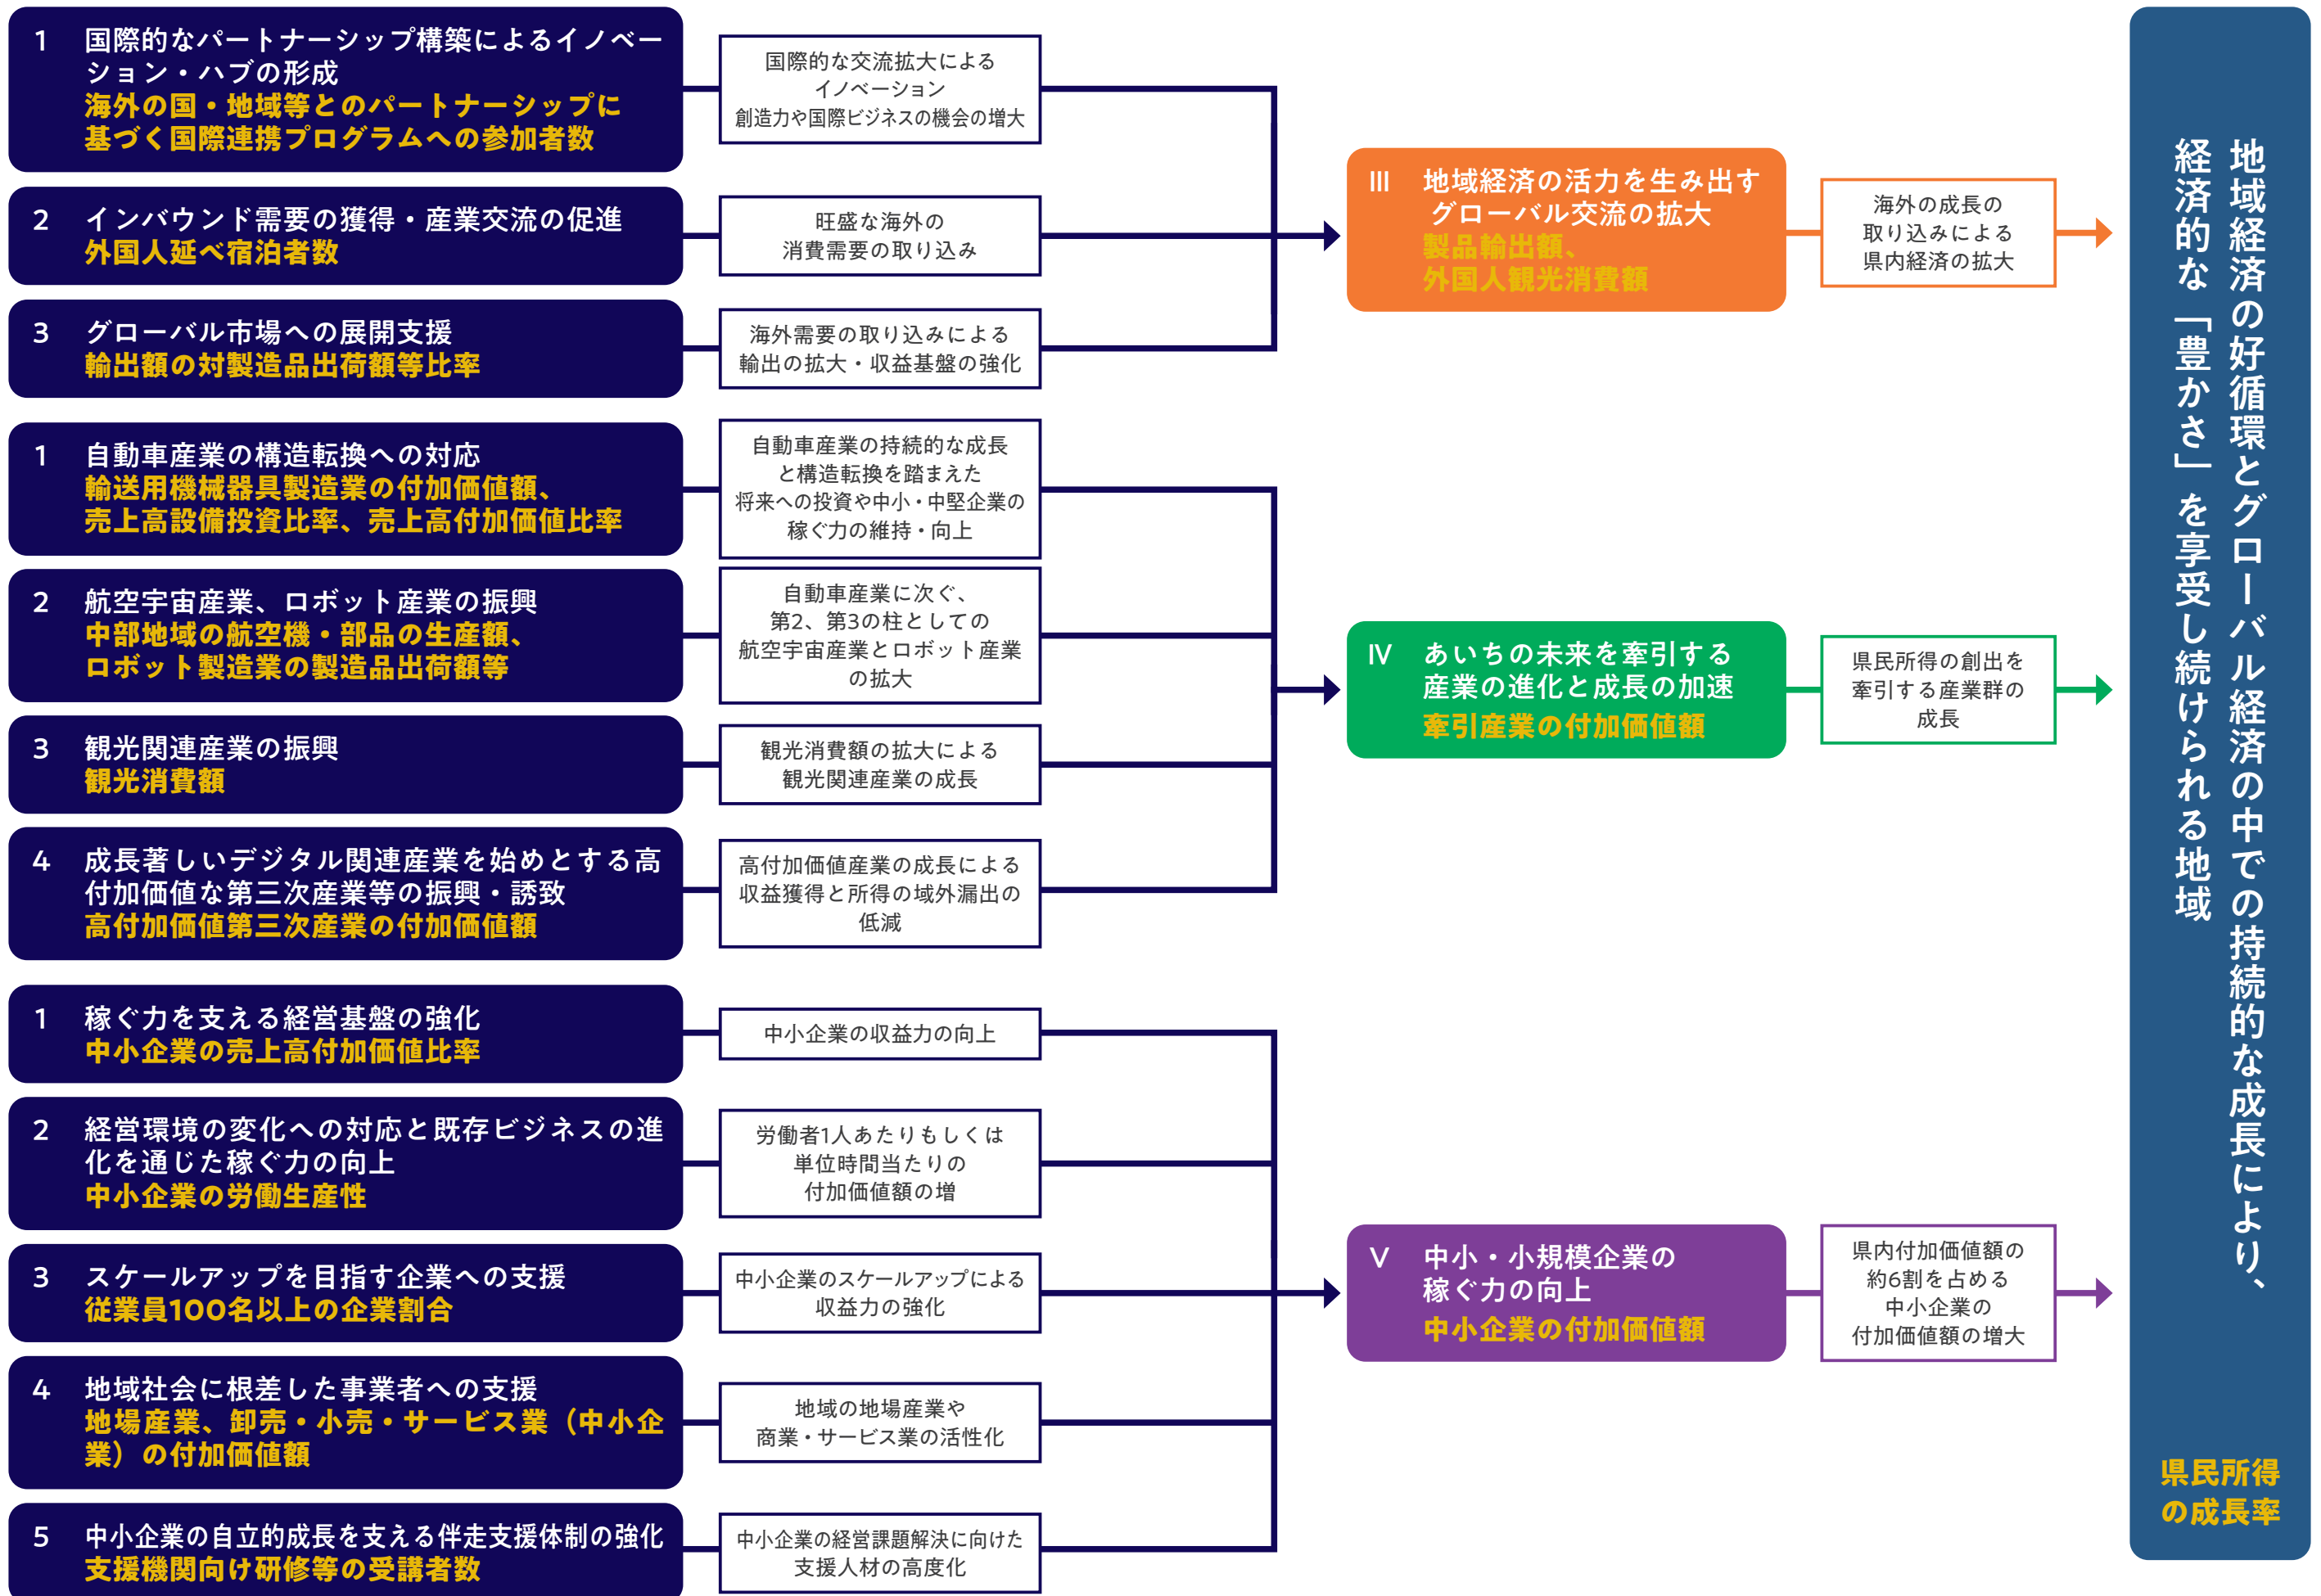 1 国際的なパートナーシップ構築によるイノベー
ション・ハブの形成
海外の国・地域等とのパートナーシップに
基づく国際連携プログラムへの参加者数
国際的な交流拡大による
イノベーション
創造力や国際ビジネスの機会の増大
2 インバウンド需要の獲得・産業交流の促進
外国人延べ宿泊者数
旺盛な海外の
消費需要の取り込み
3 グローバル市場への展開支援
輸出額の対製造品出荷額等比率
海外需要の取り込みによる
輸出の拡大・収益基盤の強化
III 地域経済の活力を生み出す
グローバル交流の拡大
製品輸出額、
外国人観光消費額
海外の成長の
取り込みによる
県内経済の拡大
1 自動車産業の構造転換への対応
輸送用機械器具製造業の付加価値額、
売上高設備投資比率、売上高付加価値比率
自動車産業の持続的な成長
と構造転換を踏まえた
将来への投資や中小・中堅企業の
稼ぐ力の維持・向上
2 航空宇宙産業、ロボット産業の振興
中部地域の航空機・部品の生産額、
ロボット製造業の製造品出荷額等
自動車産業に次ぐ、
第2、第3の柱としての
航空宇宙産業とロボット産業
の拡大
3 観光関連産業の振興
観光消費額
観光消費額の拡大による
観光関連産業の成長
4 成長著しいデジタル関連産業を始めとする高
付加価値な第三次産業等の振興・誘致
高付加価値第三次産業の付加価値額
高付加価値産業の成長による
収益獲得と所得の域外漏出の
低減
IV あいちの未来を牽引する
産業の進化と成長の加速
牽引産業の付加価値額
県民所得の創出を
牽引する産業群の
成長
1 稼ぐ力を支える経営基盤の強化
中小企業の売上高付加価値比率
中小企業の収益力の向上
2 経営環境の変化への対応と既存ビジネスの進
化を通じた稼ぐ力の向上
中小企業の労働生産性
労働者1人あたりもしくは
単位時間当たりの
付加価値額の増
3 スケールアップを目指す企業への支援
従業員100名以上の企業割合
中小企業のスケールアップによる
収益力の強化
4 地域社会に根差した事業者への支援
地場産業、卸売・小売・サービス業（中小企
業）の付加価値額
地域の地場産業や
商業・サービス業の活性化
5 中小企業の自立的成長を支える伴走支援体制の強化
支援機関向け研修等の受講者数
中小企業の経営課題解決に向けた
支援人材の高度化
V 中小・小規模企業の
稼ぐ力の向上
中小企業の付加価値額
県内付加価値額の
約6割を占める
中小企業の
付加価値額の増大
地域経済の好循環とグローバル経済の中での持続的な成長により、
経済的な「豊かさ」を享受し続けられる地域
県民所得
の成長率